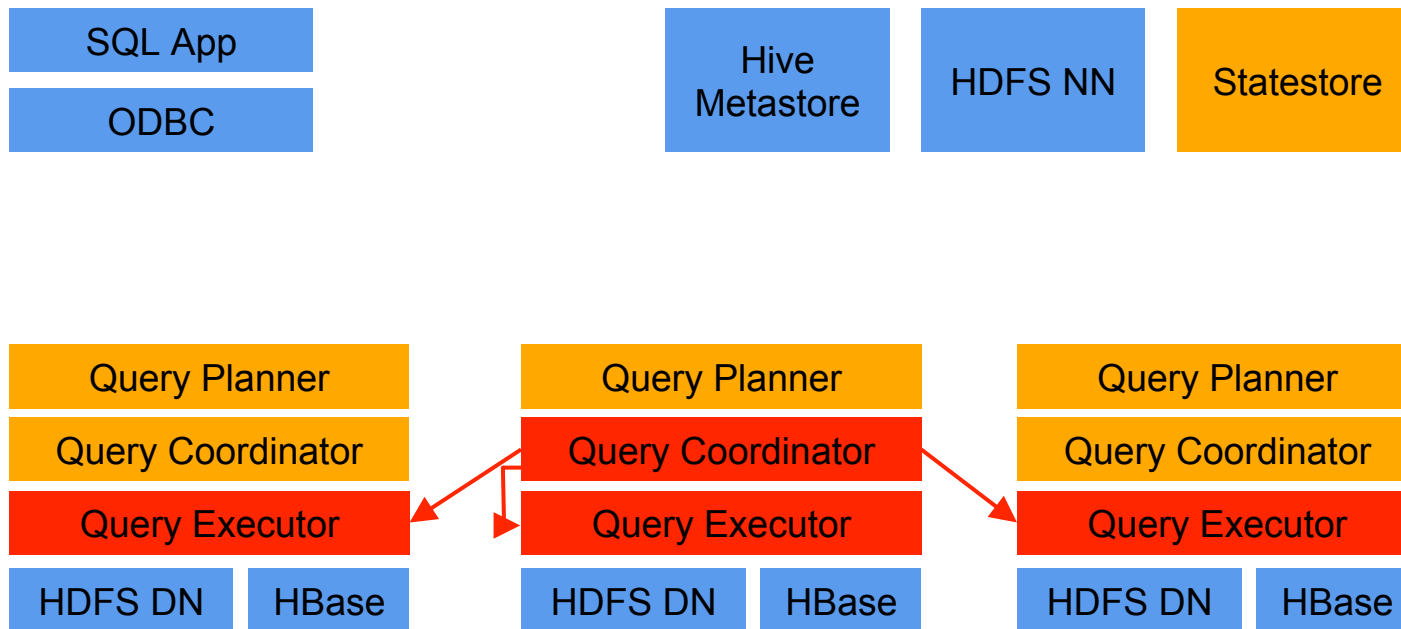 SQL App
ODBC
Hive
Metastore
HDFS NN
Statestore
Query Planner
Query Coordinator
Query Executor
HDFS DN
HBase
Query Planner
Query Coordinator
Query Executor
HDFS DN
HBase
Query Planner
Query Coordinator
Query Executor
HDFS DN
HBase